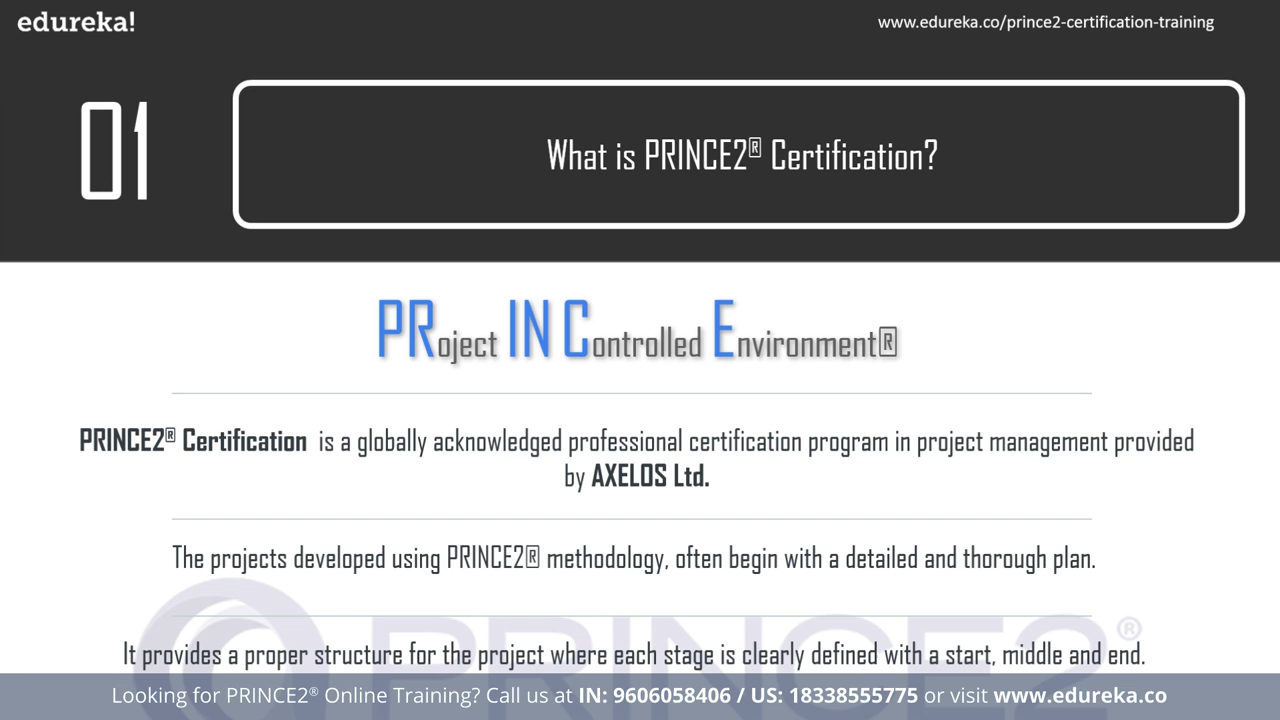 edureka!
www.edureka.co/prince2-certification-training
01
What is PRINCE2® Certification?
PRoject IN Controlled Environment®
PRINCE2® Certification is a globally acknowledged professional certification program in project management provided
by AXELOS Ltd.
The projects developed using PRINCE2® methodology, often begin with a detailed and thorough plan.
PRINCE2®
It provides a proper structure for the project where each stage is clearly defined with a start, middle and end.
Looking for PRINCE2® Online Training? Call us at IN: 9606058406 / US: 18338555775 or visit www.edureka.co